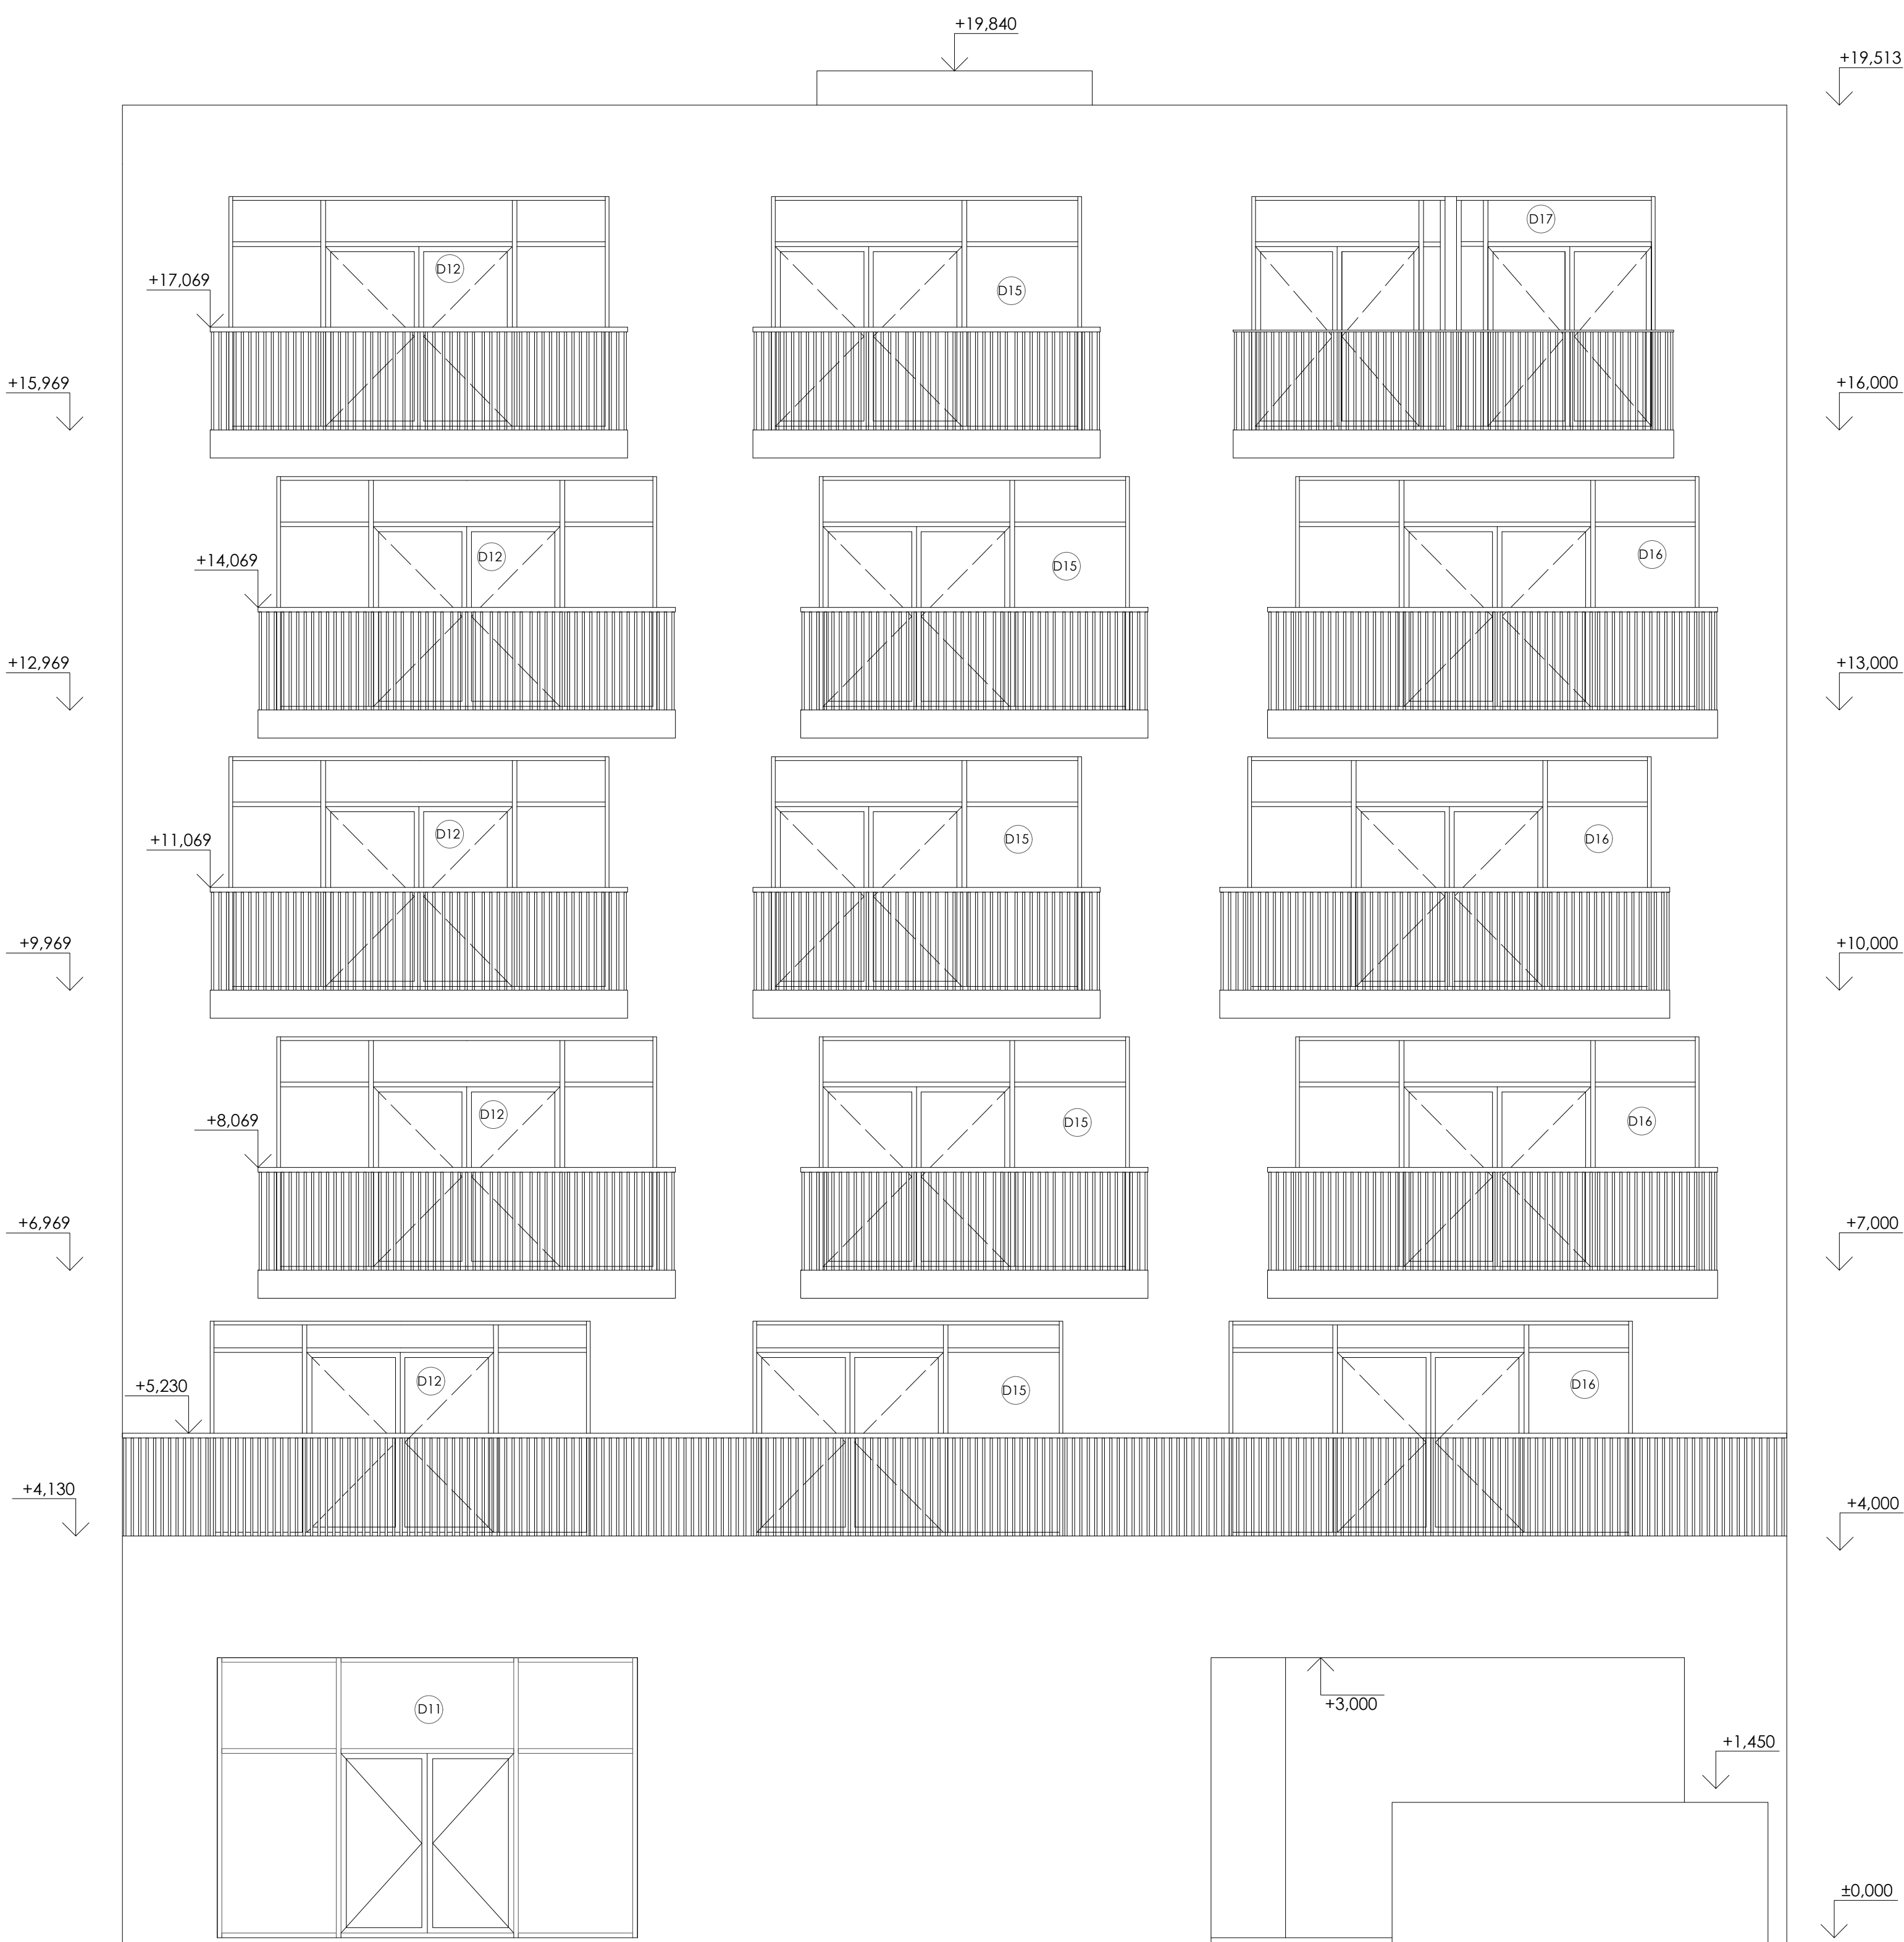 +19,840
+19,513
D17
D12
D15
+17,069
+15,969
+16,000
D12
D15
D16
+14,069
+12,969
+13,000
D12
D15
D16
+11,069
+9,969
+10,000
D12
D15
D16
+8,069
+6,969
+7,000
D12
D15
D16
+5,230
+4,130
+4,000
D11
+3,000
+1,450
±0,000